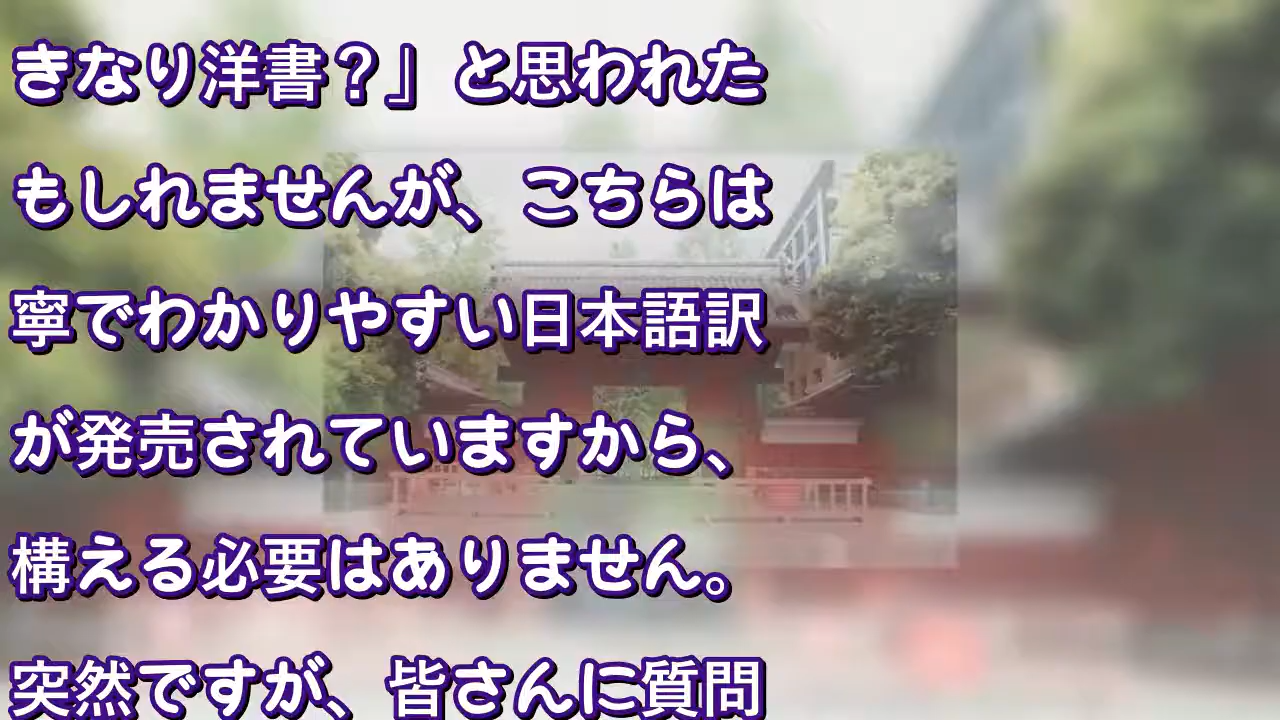 きなり洋書？」と思われた
もしれませんが、こちらは
寧でわかりやすい日本語訳
が発売されていますから、
構える必要はありません。
突然ですが、皆さんに質問